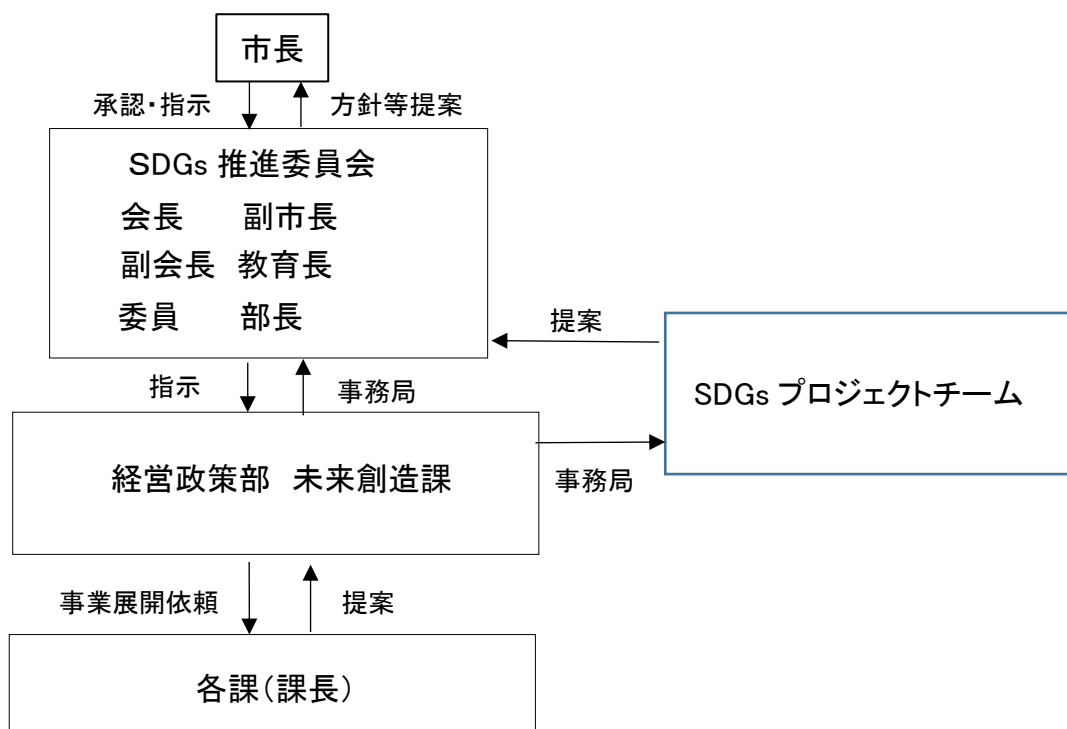 市長
承認・指示
方針等提案
SDGs 推進委員会
会長 副市長
副会長 教育長
委員 部長
提案
SDGs プロジェクトチーム
指示
事務局
経営政策部 未来創造課
事務局
事業展開依頼
提案
各課(課長)